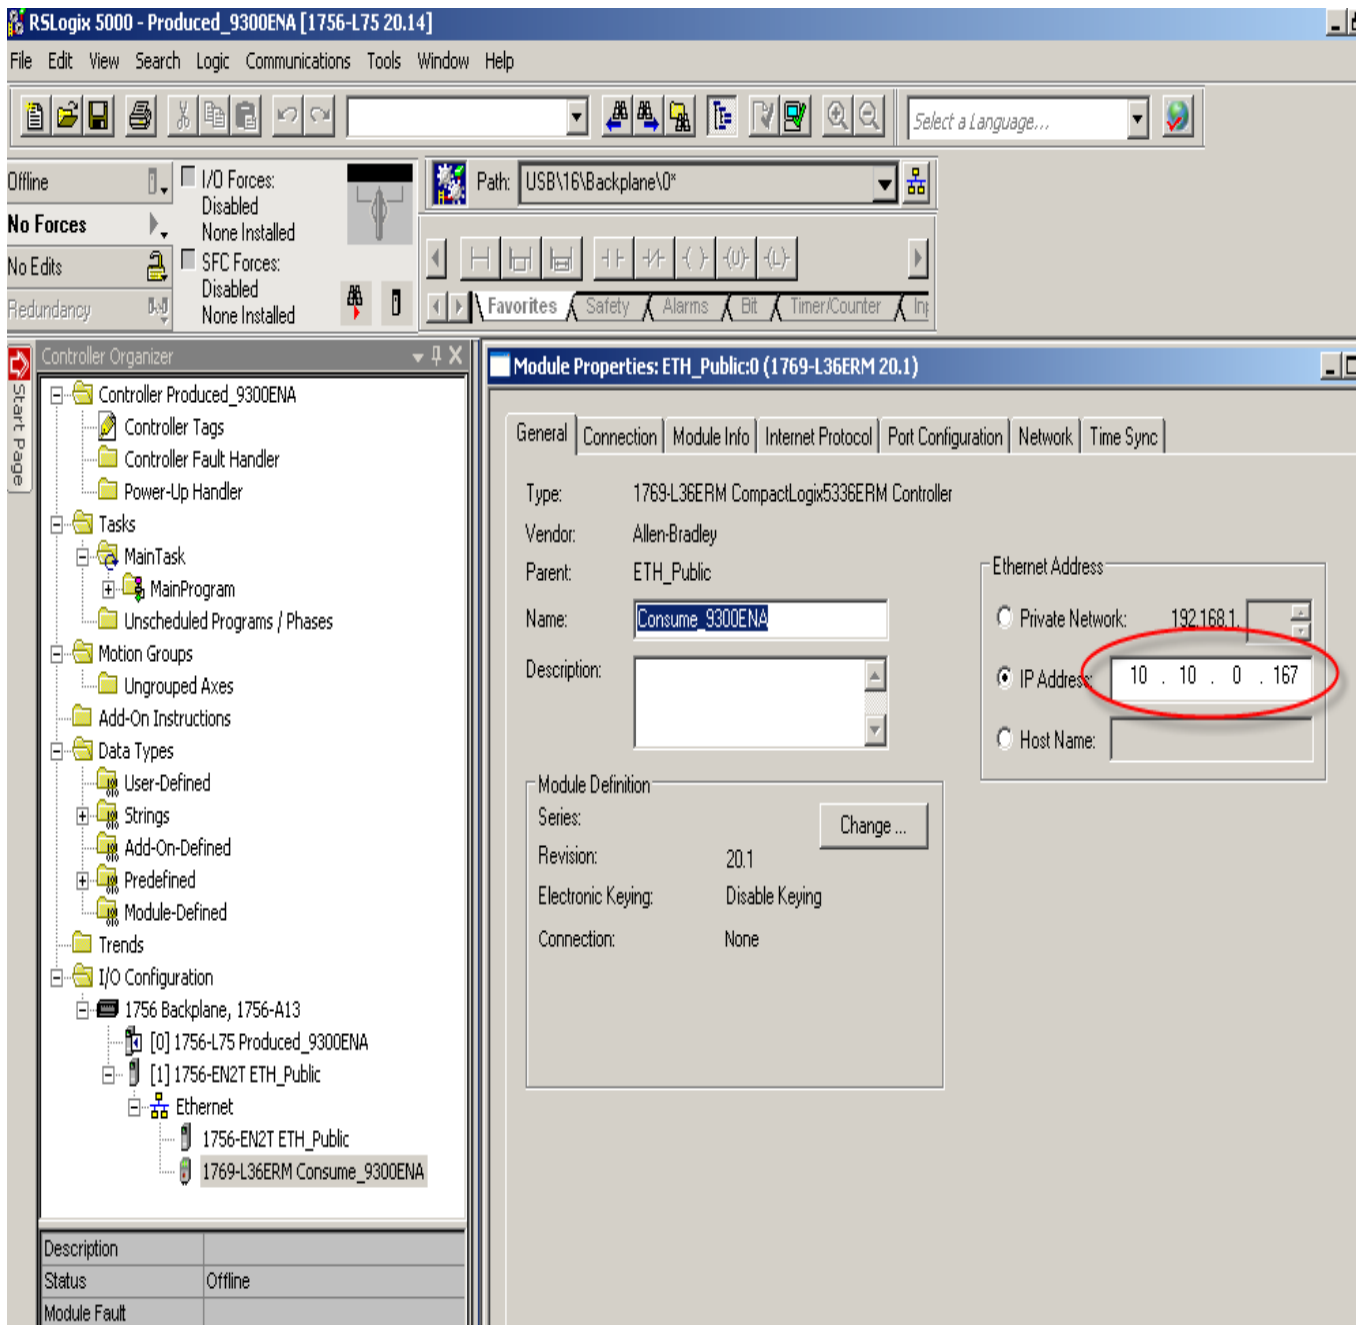 RSLogix 5000 - Produced_9300ENA [1756-L75 20.14]
File Edit View Search Logic Communications Tools Window Help
Select a Language...
Offline
No Forces
No Edits
Redundancy
I/O Forces:
Disabled
None Installed
SFC Forces:
Disabled
None Installed
Path: USB\16\Backplane\0*
Favorites Safety Alarms Bit Timer/Counter
Start Page
Controller Organizer
Controller Produced_9300ENA
Controller Tags
Controller Fault Handler
Power-Up Handler
Tasks
MainTask
MainProgram
Unscheduled Programs / Phases
Motion Groups
Ungrouped Axes
Add-On Instructions
Data Types
User-Defined
Strings
Add-On-Defined
Predefined
Module-Defined
Trends
I/O Configuration
1756 Backplane, 1756-A13
[0] 1756-L75 Produced_9300ENA
[1] 1756-EN2T ETH_Public
Ethernet
1756-EN2T ETH_Public
1769-L36ERM Consume_9300ENA
Description
Status Offline
Module Fault
Module Properties: ETH_Public:0 (1769-L36ERM 20.1)
General Connection Module Info Internet Protocol Port Configuration Network Time Sync
Type: 1769-L36ERM CompactLogix5336ERM Controller
Vendor: Allen-Bradley
Parent: ETH_Public
Name: Consume_9300ENA
Description:
Ethernet Address
Private Network: 192.168.1.
IP Address: 10 . 10 . 0 . 167
Host Name:
Module Definition
Series:
Change ...
Revision: 20.1
Electronic Keying: Disable Keying
Connection: None